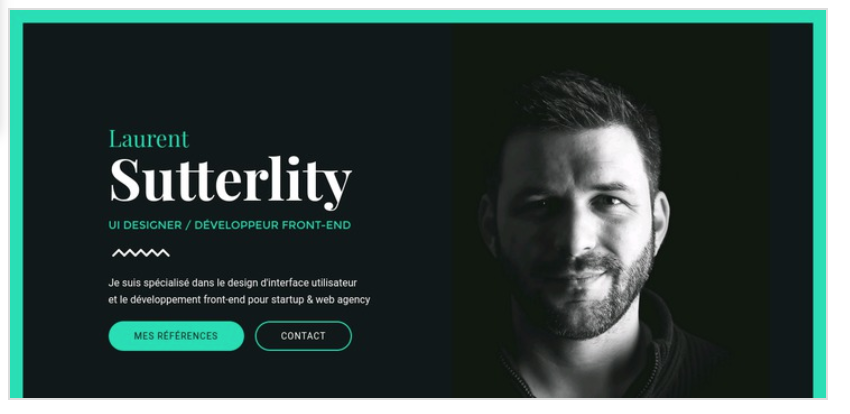 Laurent
Sutterlity
UI DESIGNER / DÉVELOPPEUR FRONT-END
Je suis spécialisé dans le design d'interface utilisateur
et le développement front-end pour startup & web agency
MES RÉFÉRENCES
CONTACT